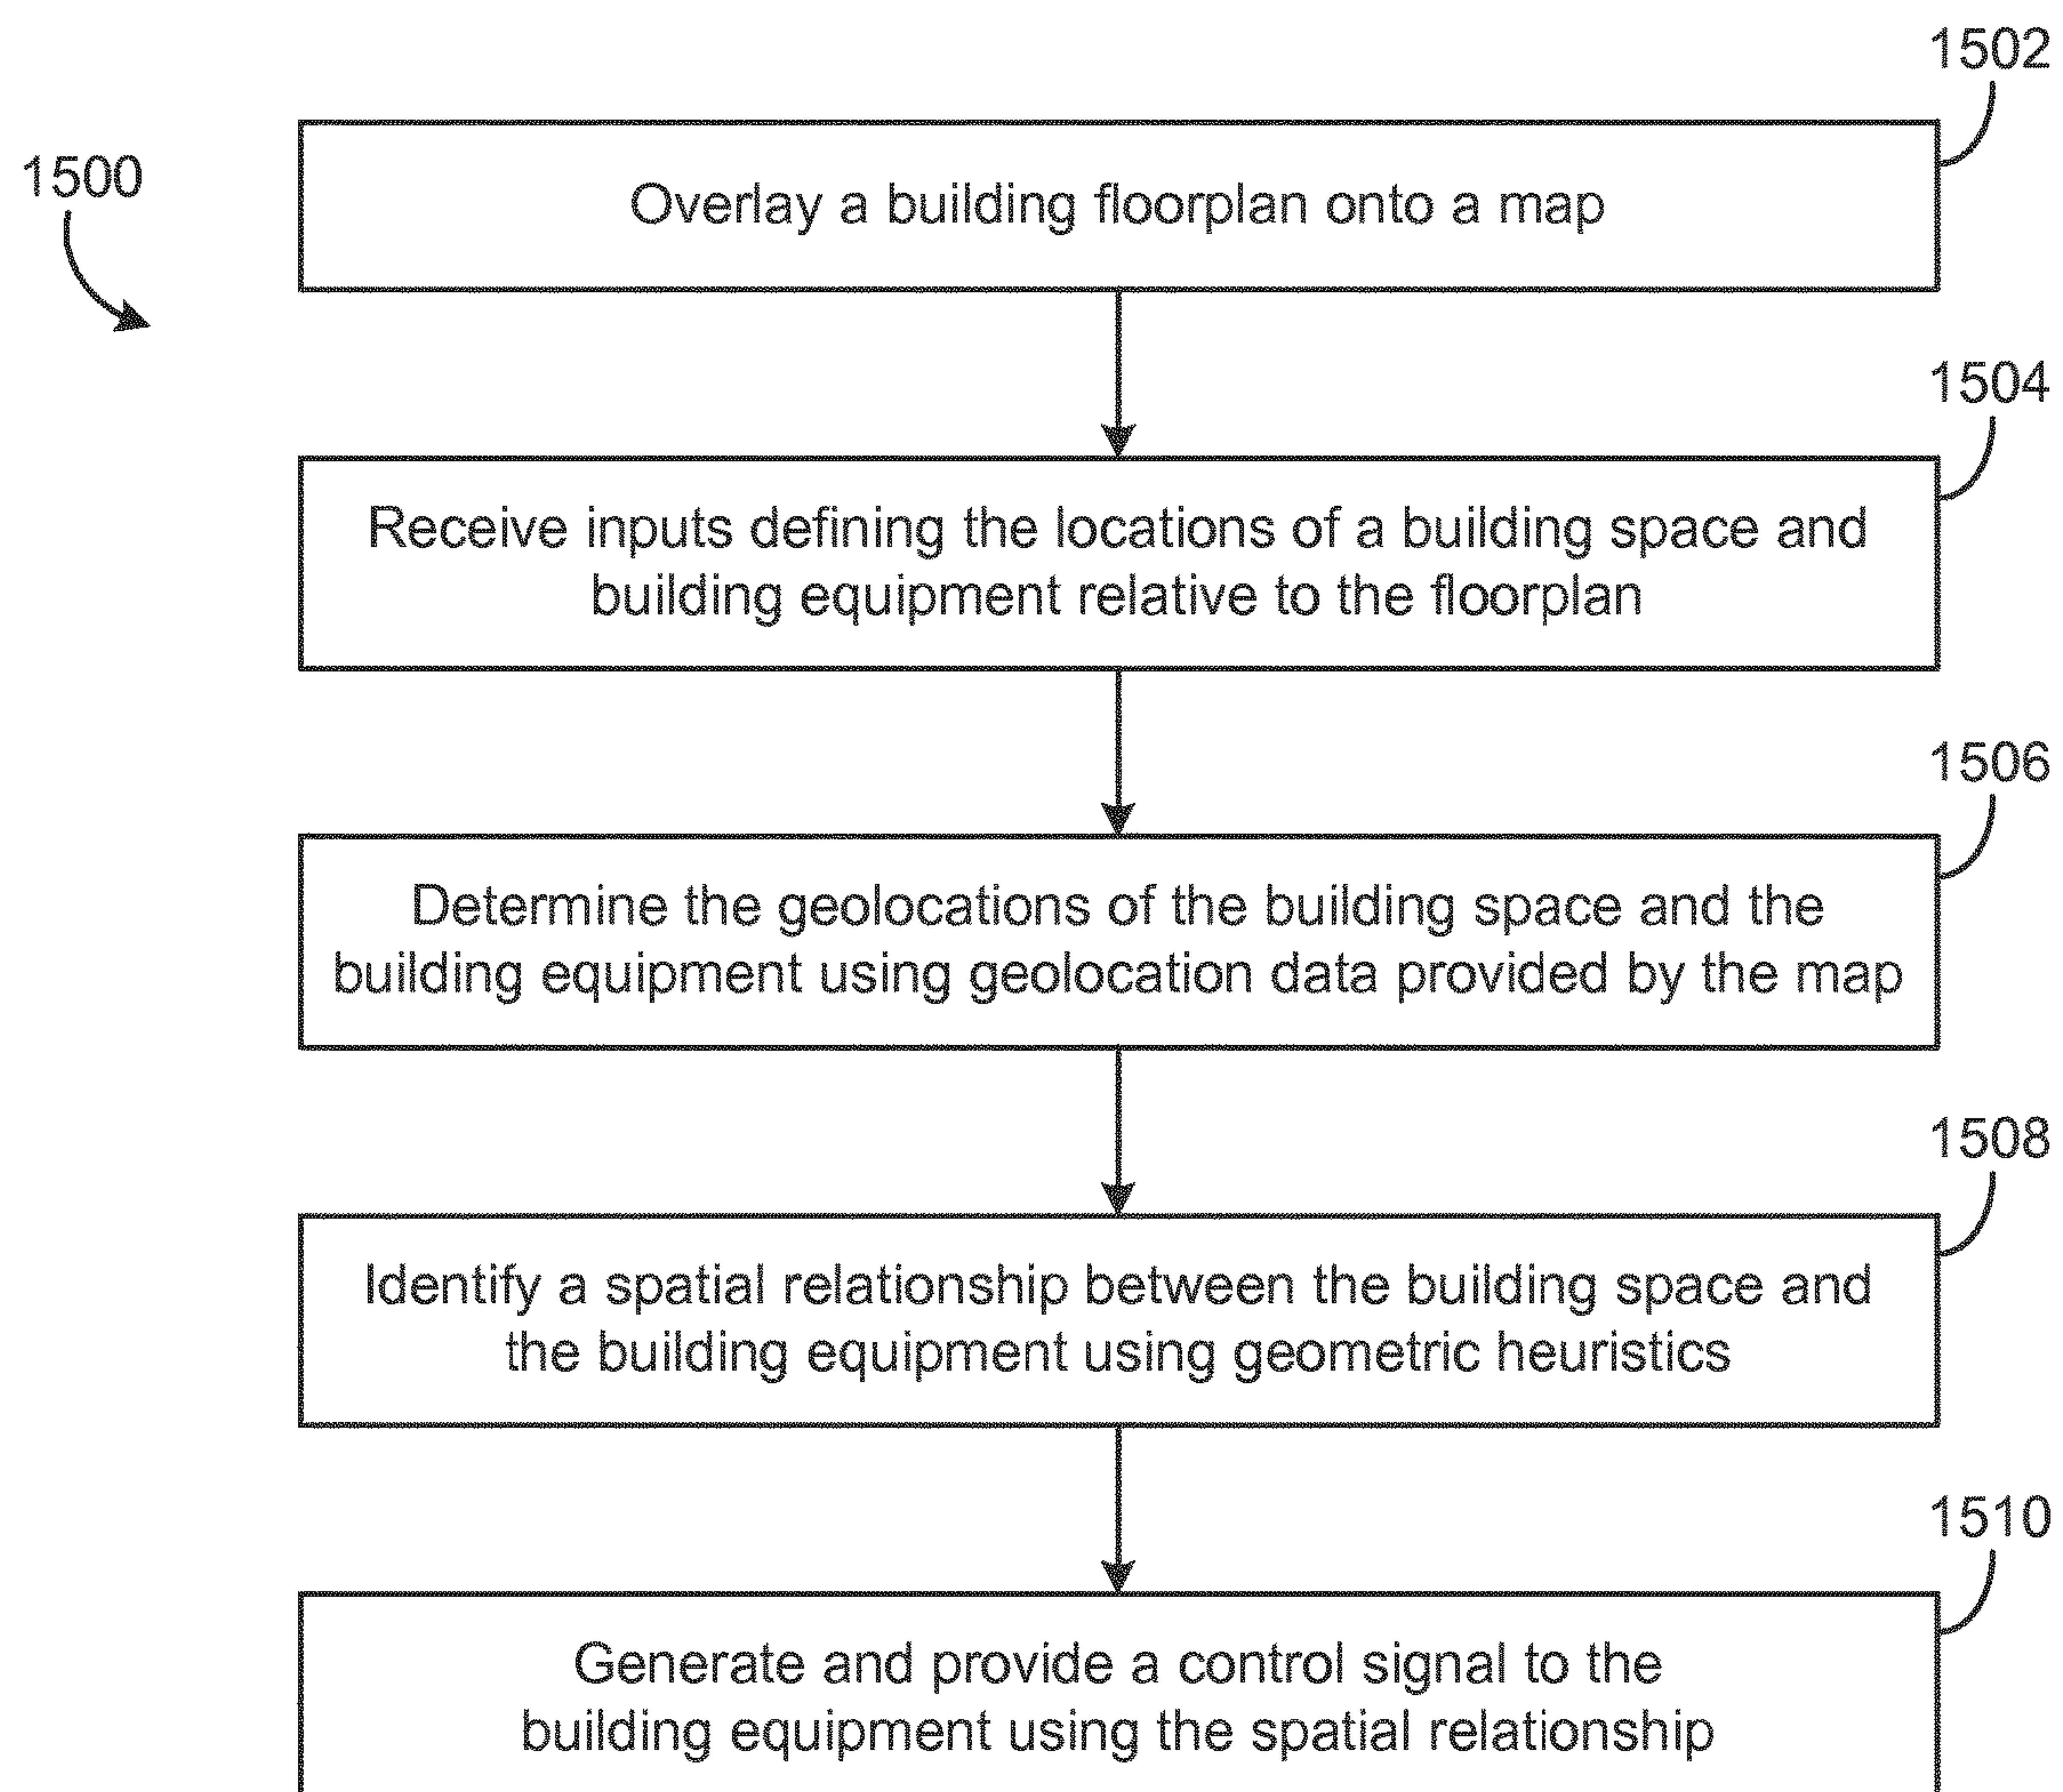 1502
1500
Overlay a building floorplan onto a map
1504
Receive inputs defining the locations of a building space and
building equipment relative to the floorplan
1506
Determine the geolocations of the building space and the
building equipment using geolocation data provided by the map
1508
Identify a spatial relationship between the building space and
the building equipment using geometric heuristics
1510
Generate and provide a control signal to the
building equipment using the spatial relationship